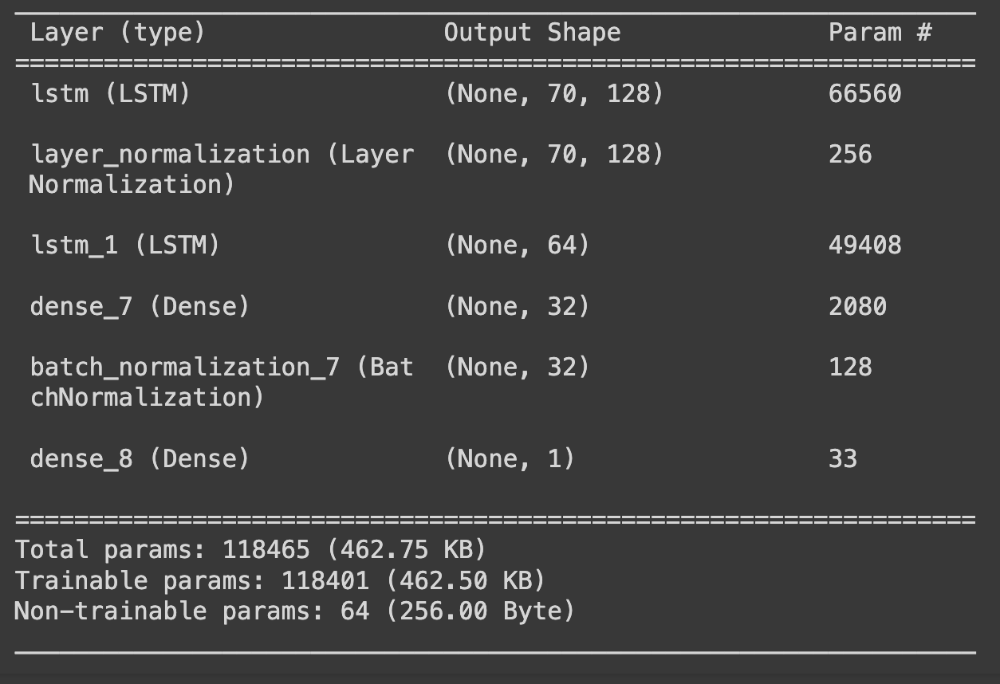 Layer (type) Output Shape Param #
=================================================================
lstm (LSTM) (None, 70, 128) 66560
layer_normalization (Layer (None, 70, 128) 256
Normalization)
lstm_1 (LSTM) (None, 64) 49408
dense_7 (Dense) (None, 32) 2080
batch_normalization_7 (Bat (None, 32) 128
chNormalization)
dense_8 (Dense) (None, 1) 33
=================================================================
Total params: 118465 (462.75 KB)
Trainable params: 118401 (462.50 KB)
Non-trainable params: 64 (256.00 Byte)